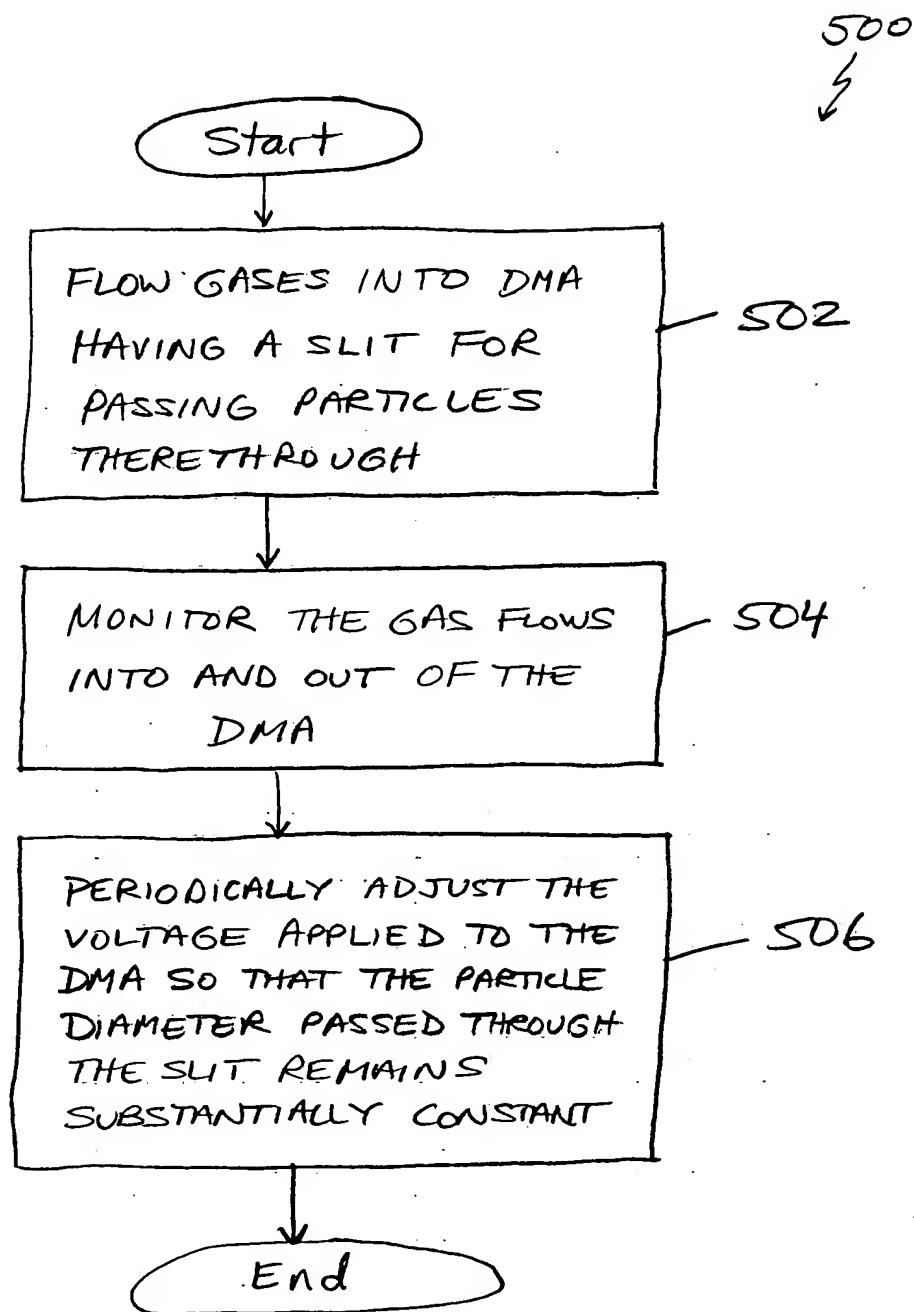 500
Start
FLOW GASES INTO DMA
HAVING A SLIT FOR
PASSING PARTICLES
THERETHROUGH
502
MONITOR THE GAS FLOWS
INTO AND OUT OF THE
DMA
504
PERIODICALLY ADJUST THE
VOLTAGE APPLIED TO THE
DMA SO THAT THE PARTICLE
DIAMETER PASSED THROUGH
THE SLIT REMAINS
SUBSTANTIALLY CONSTANT
506
End